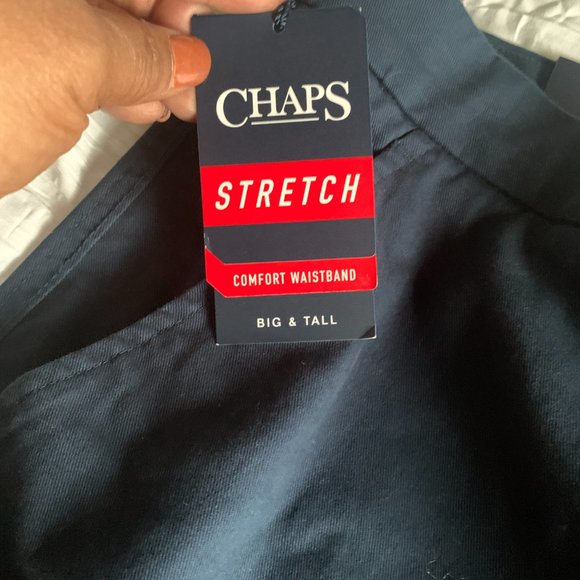 CHAPS
STRETCH
COMFORT WAISTBAND
BIG & TALL